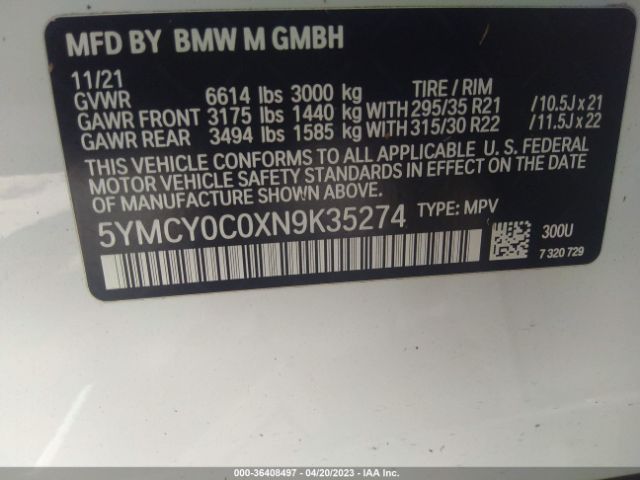 MFD BY BMW M GMBH
11/21
GVWR 6614 lbs 3000 kg TIRE / RIM
GAWR FRONT 3175 lbs 1440 kg WITH 295/35 R21 /10.5J x 21
GAWR REAR 3494 lbs 1585 kg WITH 315/30 R22 /11.5J x 22
THIS VEHICLE CONFORMS TO ALL APPLICABLE U. S. FEDERAL
MOTOR VEHICLE SAFETY STANDARDS IN EFFECT ON THE DATE
OF MANUFACTURE SHOWN ABOVE.
5YMCY0C0XN9K35274 TYPE: MPV
300U
7 320 729
000-36408497 - 04/20/2023 - IAAI.COM